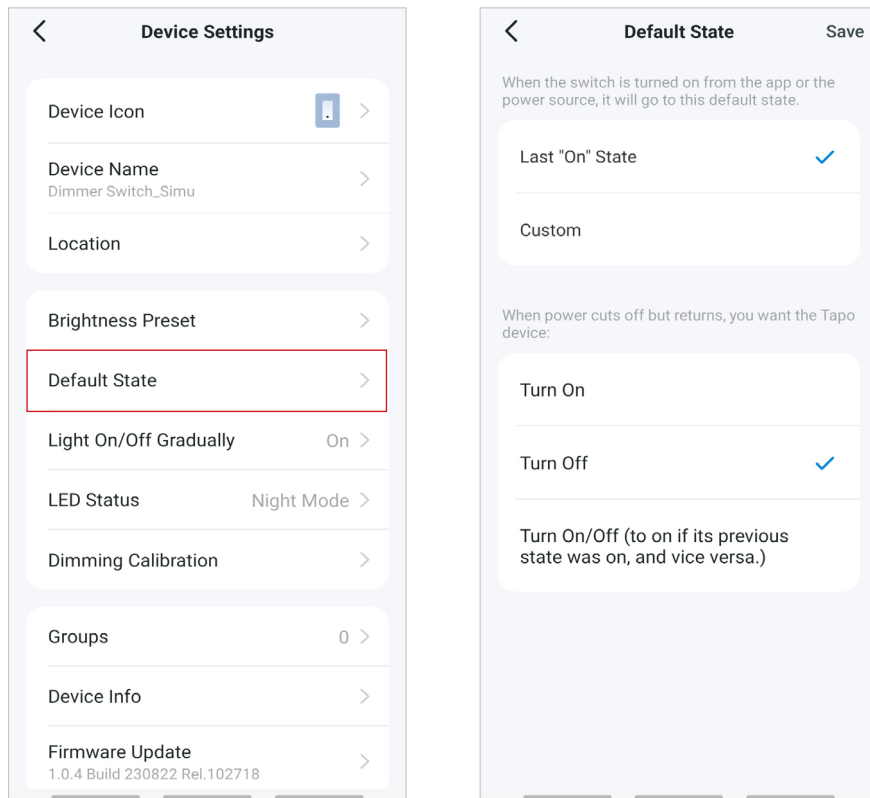 Device Settings
Device Icon
Device Name
Dimmer Switch_Simu
Location
Brightness Preset
Default State
Light On/Off Gradually On
LED Status Night Mode
Dimming Calibration
Groups 0
Device Info
Firmware Update
1.0.4 Build 230822 Rel.102718
Default State Save
When the switch is turned on from the app or the
power source, it will go to this default state.
Last "On" State
Custom
When power cuts off but returns, you want the Tapo
device:
Turn On
Turn Off
Turn On/Off (to on if its previous
state was on, and vice versa.)